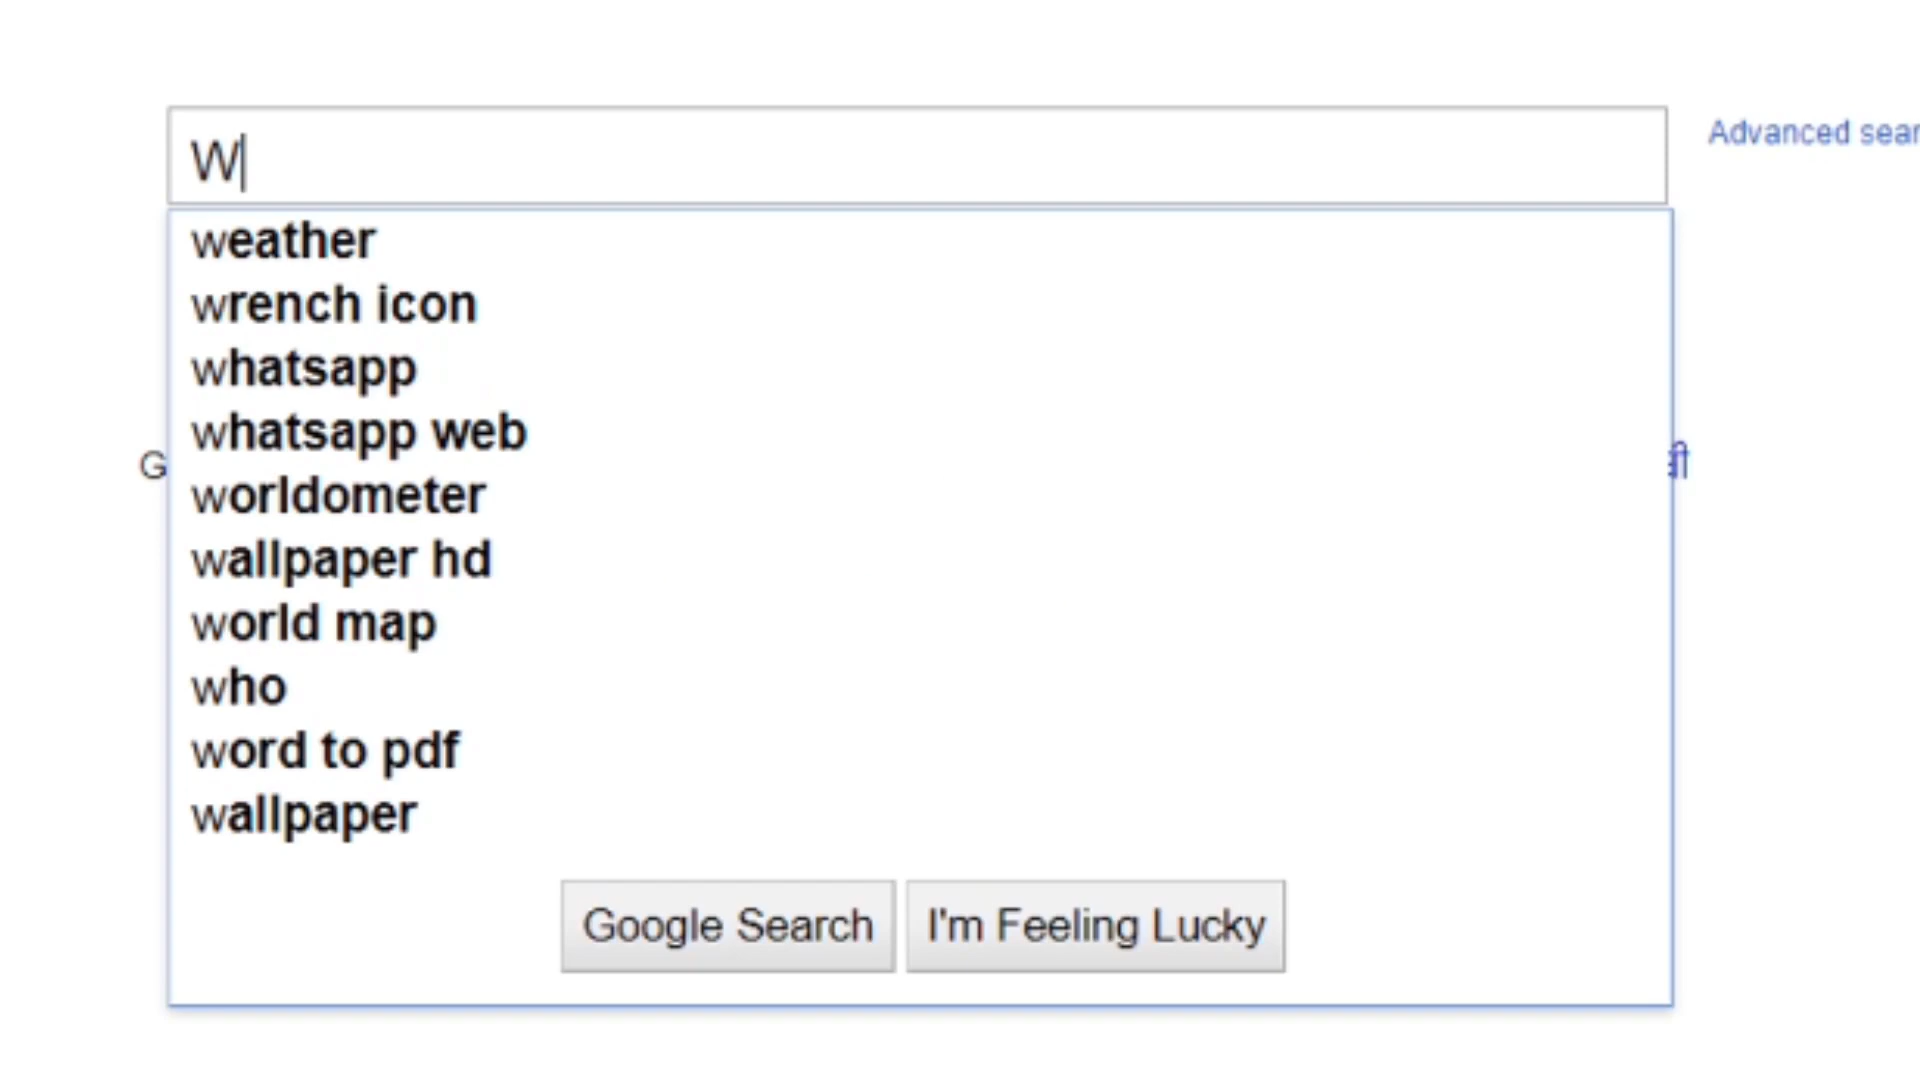 W
Advanced sear
weather
wrench icon
whatsapp
whatsapp web
G
worldometer
wallpaper hd
world map
who
word to pdf
wallpaper
Google Search
I'm Feeling Lucky